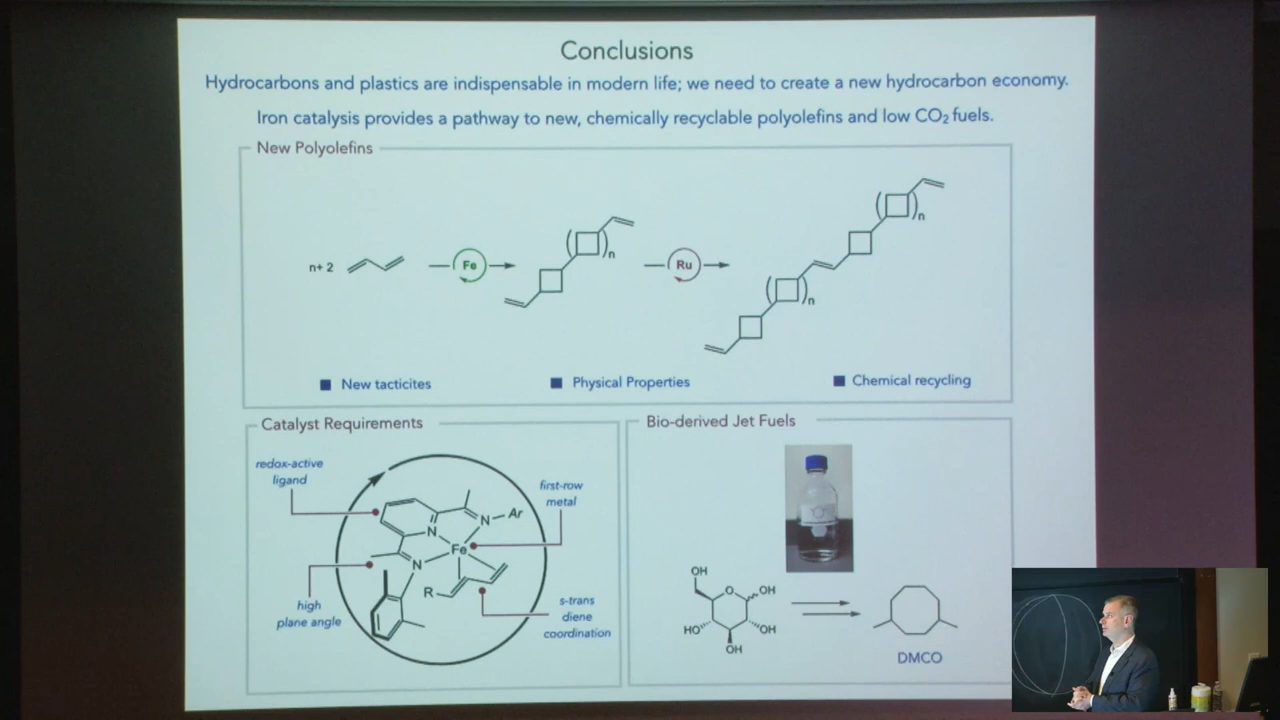 Conclusions
Hydrocarbons and plastics are indispensable in modern life; we need to create a new hydrocarbon economy.
Iron catalysis provides a pathway to new, chemically recyclable polyolefins and low CO₂ fuels.
New Polyolefins
n+ 2
Fe
n
Ru
n
n
New tacticites
Physical Properties
Chemical recycling
Catalyst Requirements
redox-active
ligand
first-row
metal
N
N
Ar
Fe
N
R
high
plane angle
s-trans
diene
coordination
Bio-derived Jet Fuels
OH
O
OH
HO
OH
OH
DMCO